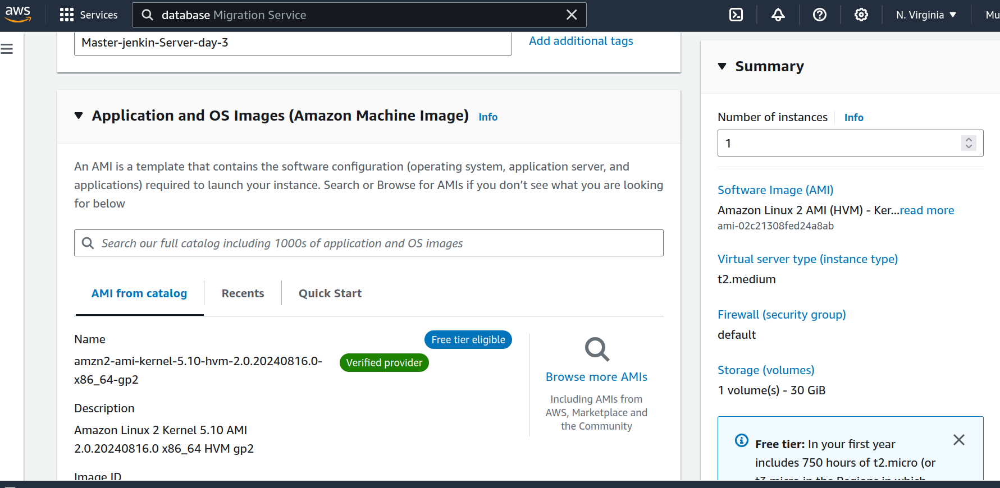 aws
Services
database Migration Service
N. Virginia
Mu
Master-jenkin-Server-day-3
Add additional tags
Application and OS Images (Amazon Machine Image) Info
An AMI is a template that contains the software configuration (operating system, application server, and
applications) required to launch your instance. Search or Browse for AMIs if you don’t see what you are looking
for below
Search our full catalog including 1000s of application and OS images
AMI from catalog
Recents
Quick Start
Name
Free tier eligible
amzn2-ami-kernel-5.10-hvm-2.0.20240816.0-
x86_64-gp2
Verified provider
Description
Amazon Linux 2 Kernel 5.10 AMI
2.0.20240816.0 x86_64 HVM gp2
Image ID
Browse more AMIs
Including AMIs from
AWS, Marketplace and
the Community
Summary
Number of instances Info
1
Software Image (AMI)
Amazon Linux 2 AMI (HVM) - Ker...read more
ami-02c21308fed24a8ab
Virtual server type (instance type)
t2.medium
Firewall (security group)
default
Storage (volumes)
1 volume(s) - 30 GiB
Free tier: In your first year
includes 750 hours of t2.micro (or
t3.micro in the Regions in which